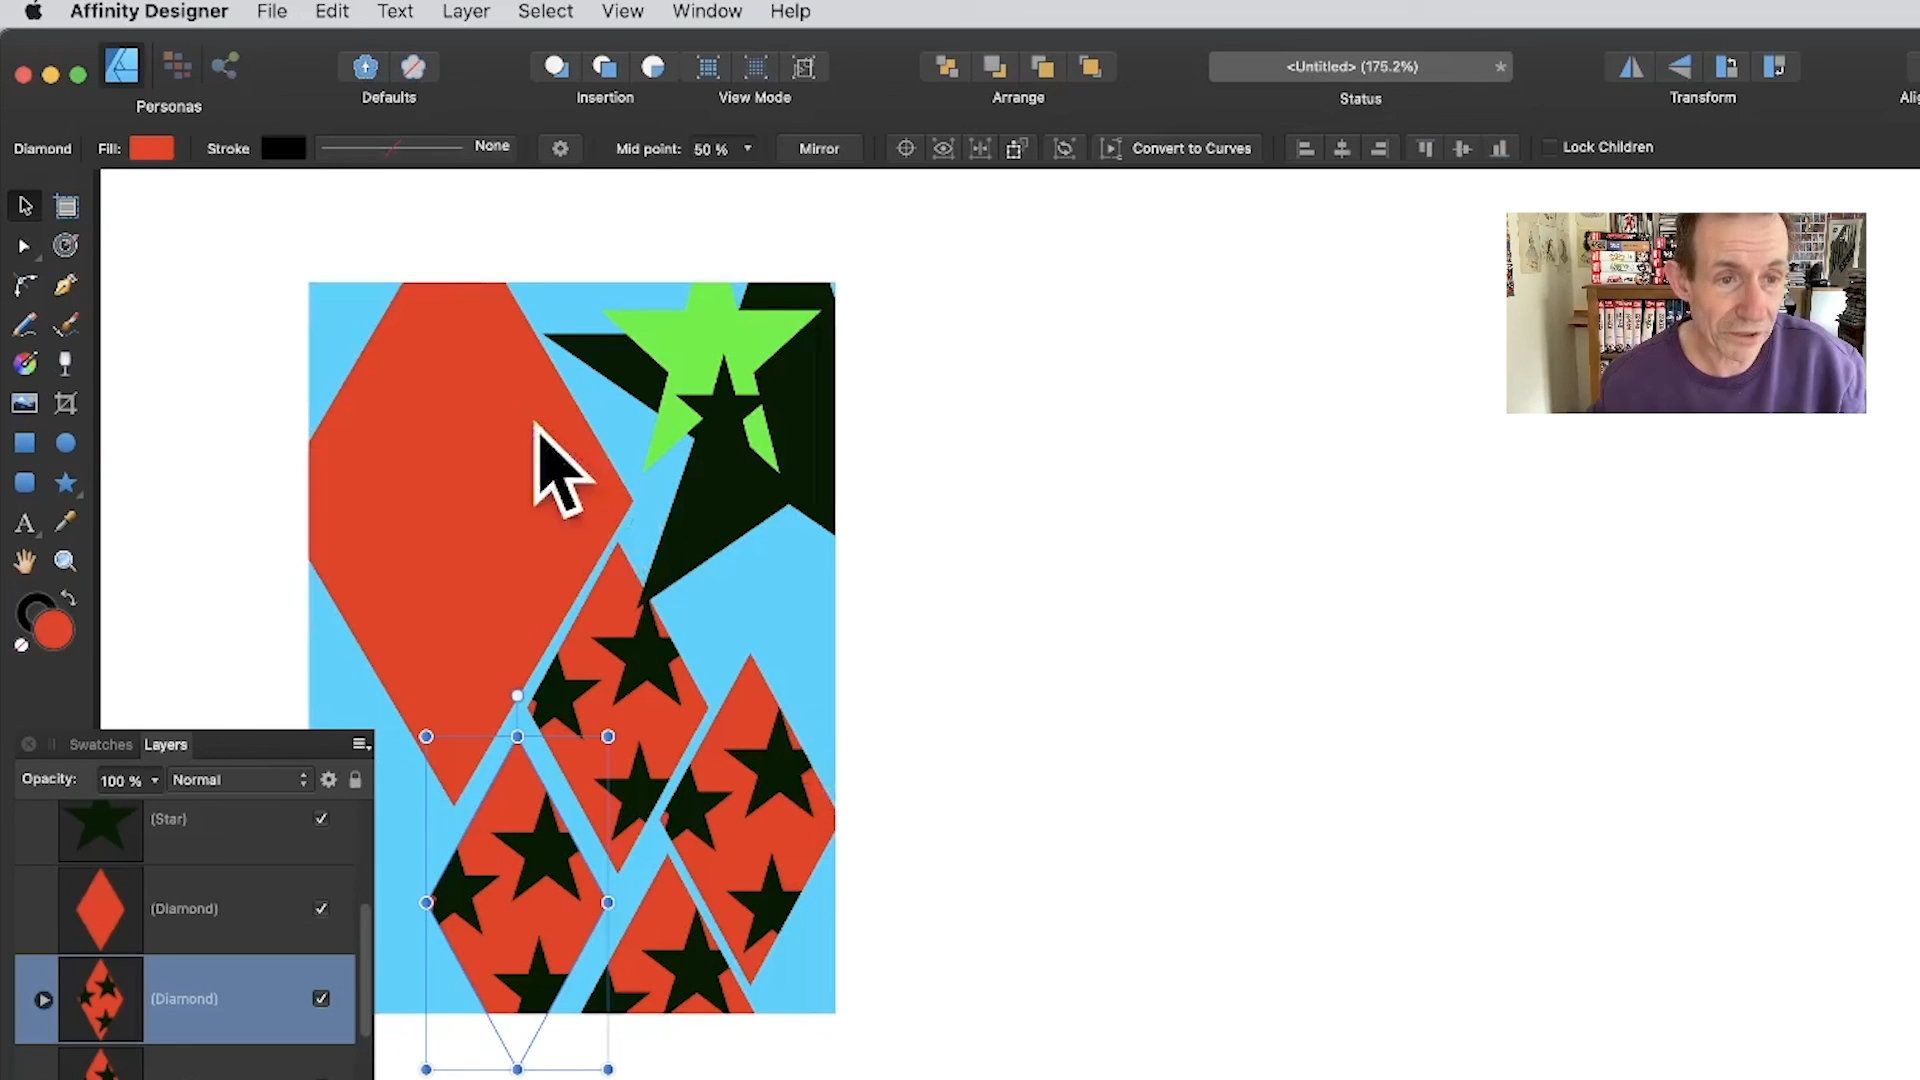 Affinity Designer File Edit Text Layer Select View Window Help
<Untitled> (175.2%) *
Personas Defaults Insertion View Mode Arrange Status Transform
Diamond Fill: Stroke None Mid point: 50 % Mirror Convert to Curves Lock Children
A
Swatches Layers
Opacity: 100 % Normal
(Star)
(Diamond)
(Diamond)